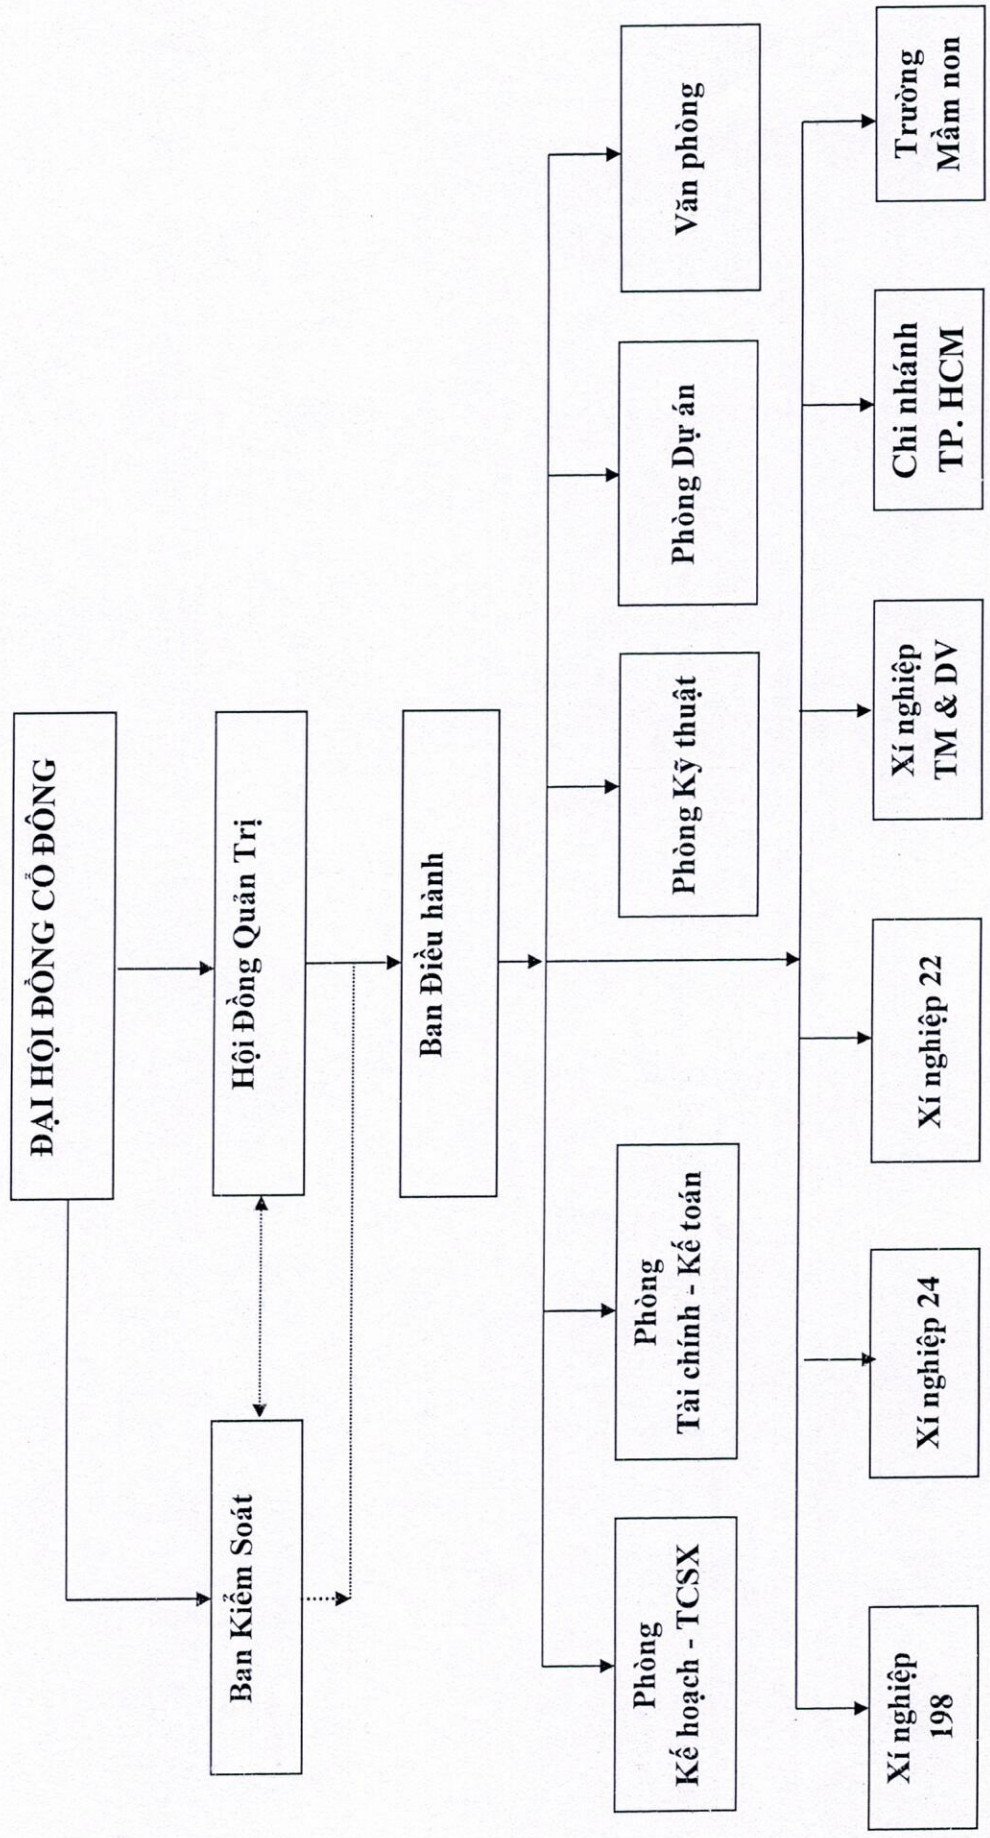 ĐẠI HỘI ĐỒNG CỔ ĐÔNG
Ban Kiểm Soát
Hội Đồng Quản Trị
Ban Điều hành
Phòng
Kế hoạch - TCSX
Phòng
Tài chính - Kế toán
Phòng Kỹ thuật
Phòng Dự án
Văn phòng
Xí nghiệp
198
Xí nghiệp 24
Xí nghiệp 22
Xí nghiệp
TM & DV
Chi nhánh
TP. HCM
Trường
Mầm non